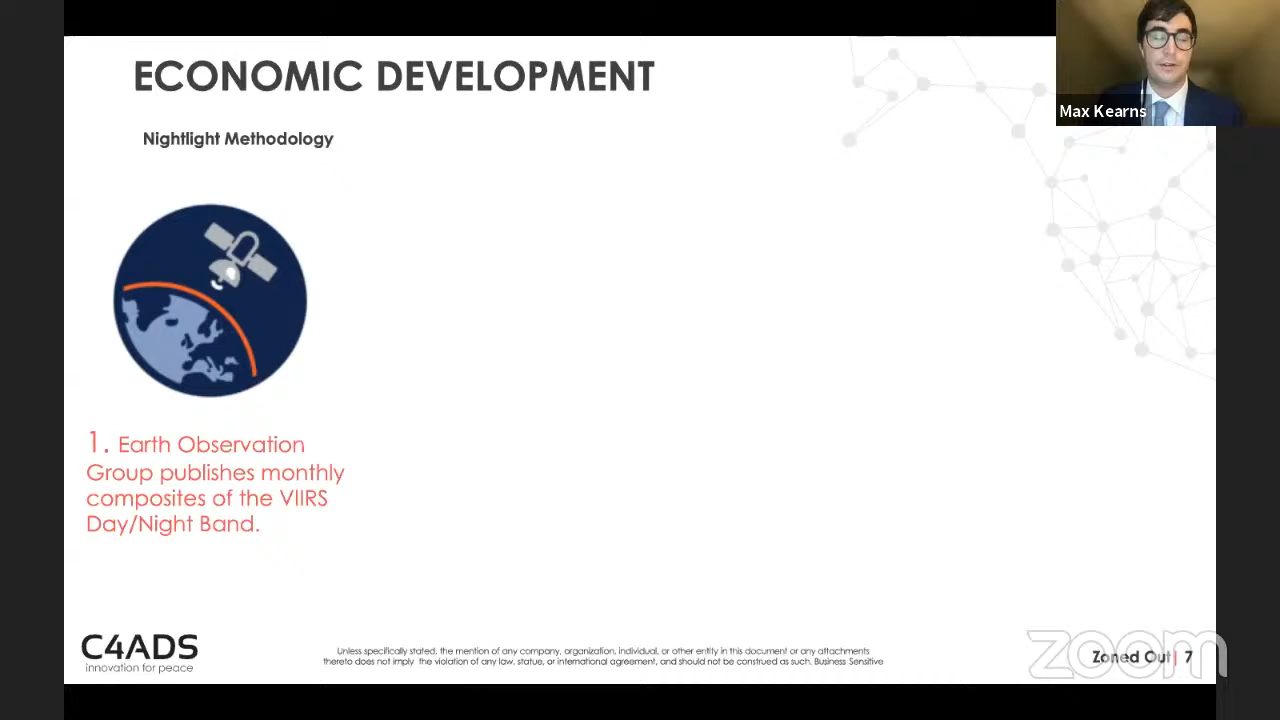 ECONOMIC DEVELOPMENT
Max Kearns
Nightlight Methodology
1. Earth Observation
Group publishes monthly
composites of the VIIRS
Day/Night Band.
C4ADS
innovation for peace
Unless specifically stated, the mention of any company, organization, individual, or other entity in this document or any attachments
thereto does not imply the violation of any law, statue, or international agreement, and should not be construed as such. Business Sensitive
Zoned Out| 7
zoom